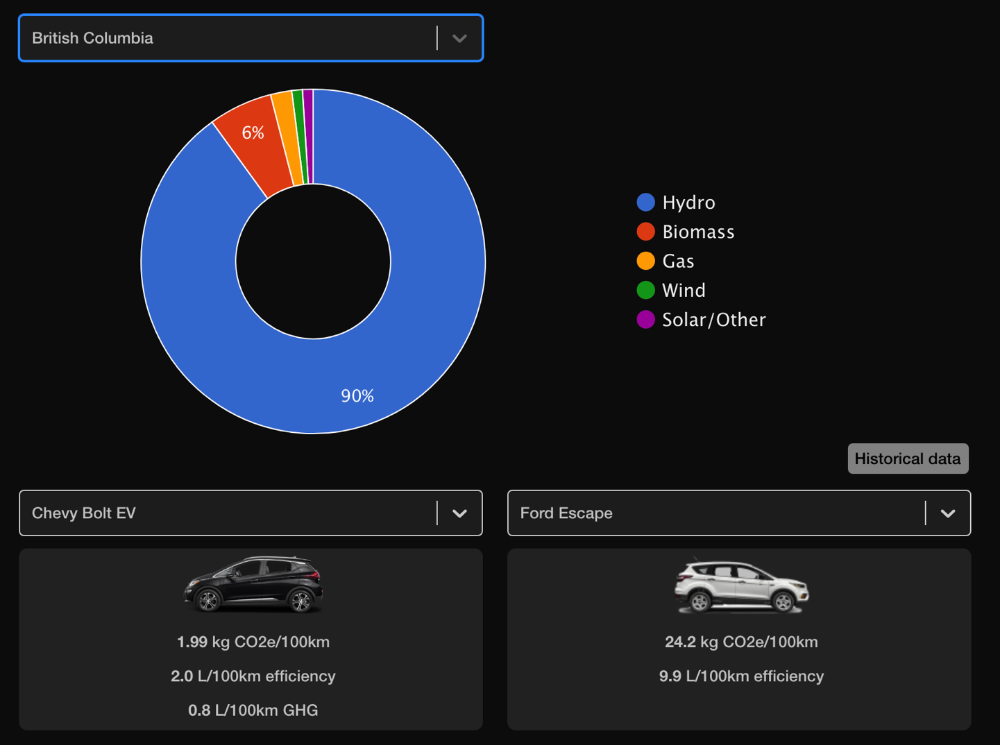 British Columbia
6%
90%
Hydro
Biomass
Gas
Wind
Solar/Other
Historical data
Chevy Bolt EV
Ford Escape
1.99 kg CO2e/100km
2.0 L/100km efficiency
0.8 L/100km GHG
24.2 kg CO2e/100km
9.9 L/100km efficiency